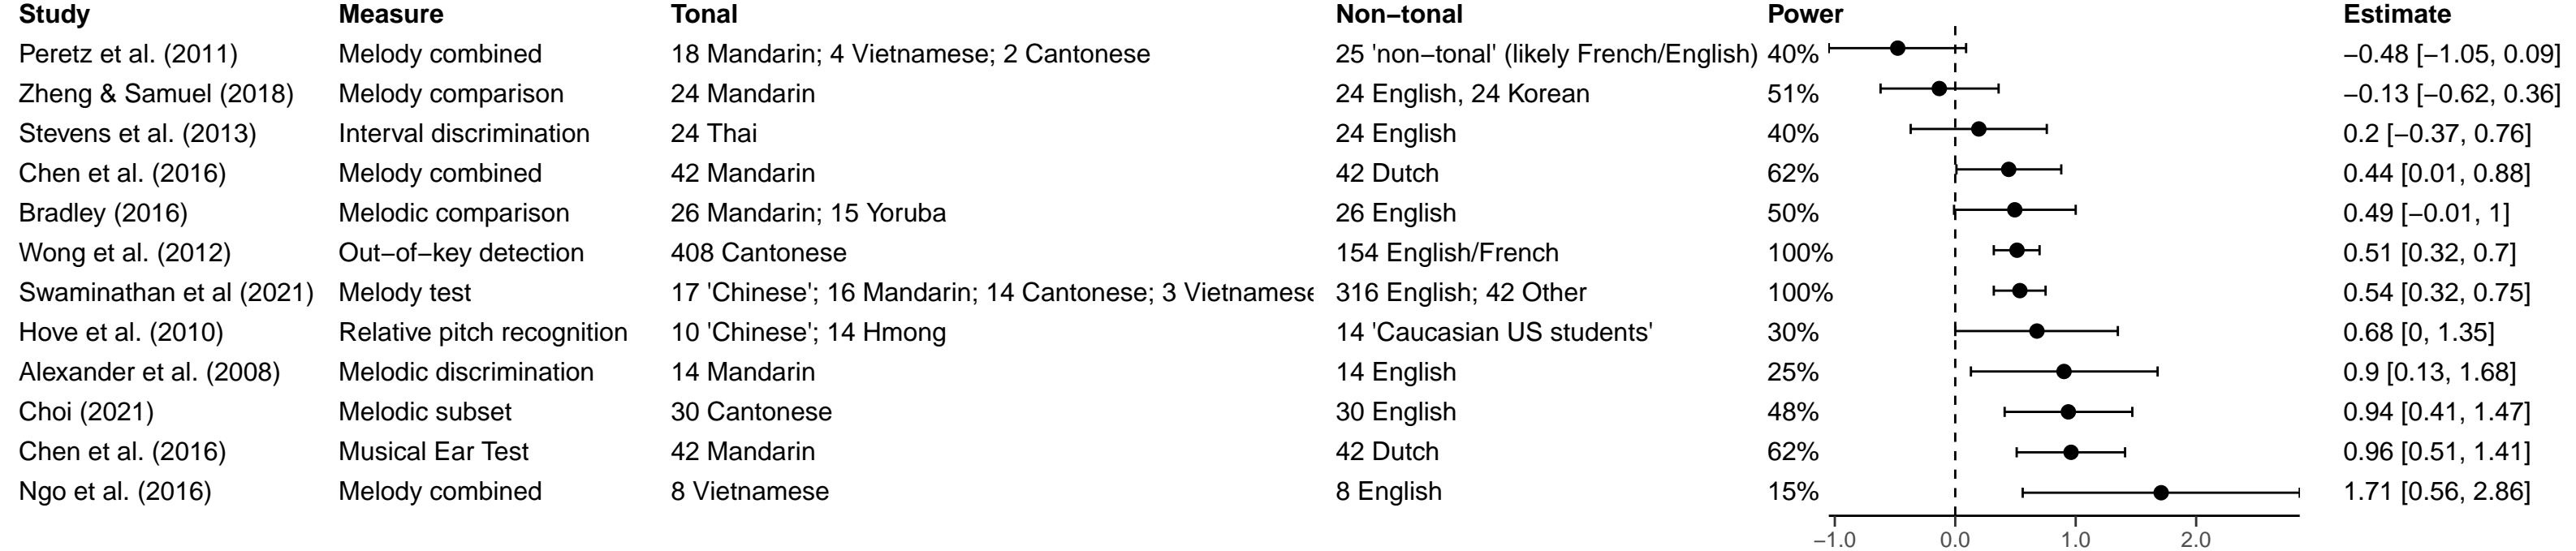 Study Measure Tonal Non−tonal Power Estimate
Peretz et al. (2011) Melody combined 18 Mandarin; 4 Vietnamese; 2 Cantonese 25 'non−tonal' (likely French/English) 40% −0.48 [−1.05, 0.09]
Zheng & Samuel (2018) Melody comparison 24 Mandarin 24 English, 24 Korean 51% −0.13 [−0.62, 0.36]
Stevens et al. (2013) Interval discrimination 24 Thai 24 English 40% 0.2 [−0.37, 0.76]
Chen et al. (2016) Melody combined 42 Mandarin 42 Dutch 62% 0.44 [0.01, 0.88]
Bradley (2016) Melodic comparison 26 Mandarin; 15 Yoruba 26 English 50% 0.49 [−0.01, 1]
Wong et al. (2012) Out−of−key detection 408 Cantonese 154 English/French 100% 0.51 [0.32, 0.7]
Swaminathan et al (2021) Melody test 17 'Chinese'; 16 Mandarin; 14 Cantonese; 3 Vietnamese 316 English; 42 Other 100% 0.54 [0.32, 0.75]
Hove et al. (2010) Relative pitch recognition 10 'Chinese'; 14 Hmong 14 'Caucasian US students' 30% 0.68 [0, 1.35]
Alexander et al. (2008) Melodic discrimination 14 Mandarin 14 English 25% 0.9 [0.13, 1.68]
Choi (2021) Melodic subset 30 Cantonese 30 English 48% 0.94 [0.41, 1.47]
Chen et al. (2016) Musical Ear Test 42 Mandarin 42 Dutch 62% 0.96 [0.51, 1.41]
Ngo et al. (2016) Melody combined 8 Vietnamese 8 English 15% 1.71 [0.56, 2.86]
−1.0 0.0 1.0 2.0